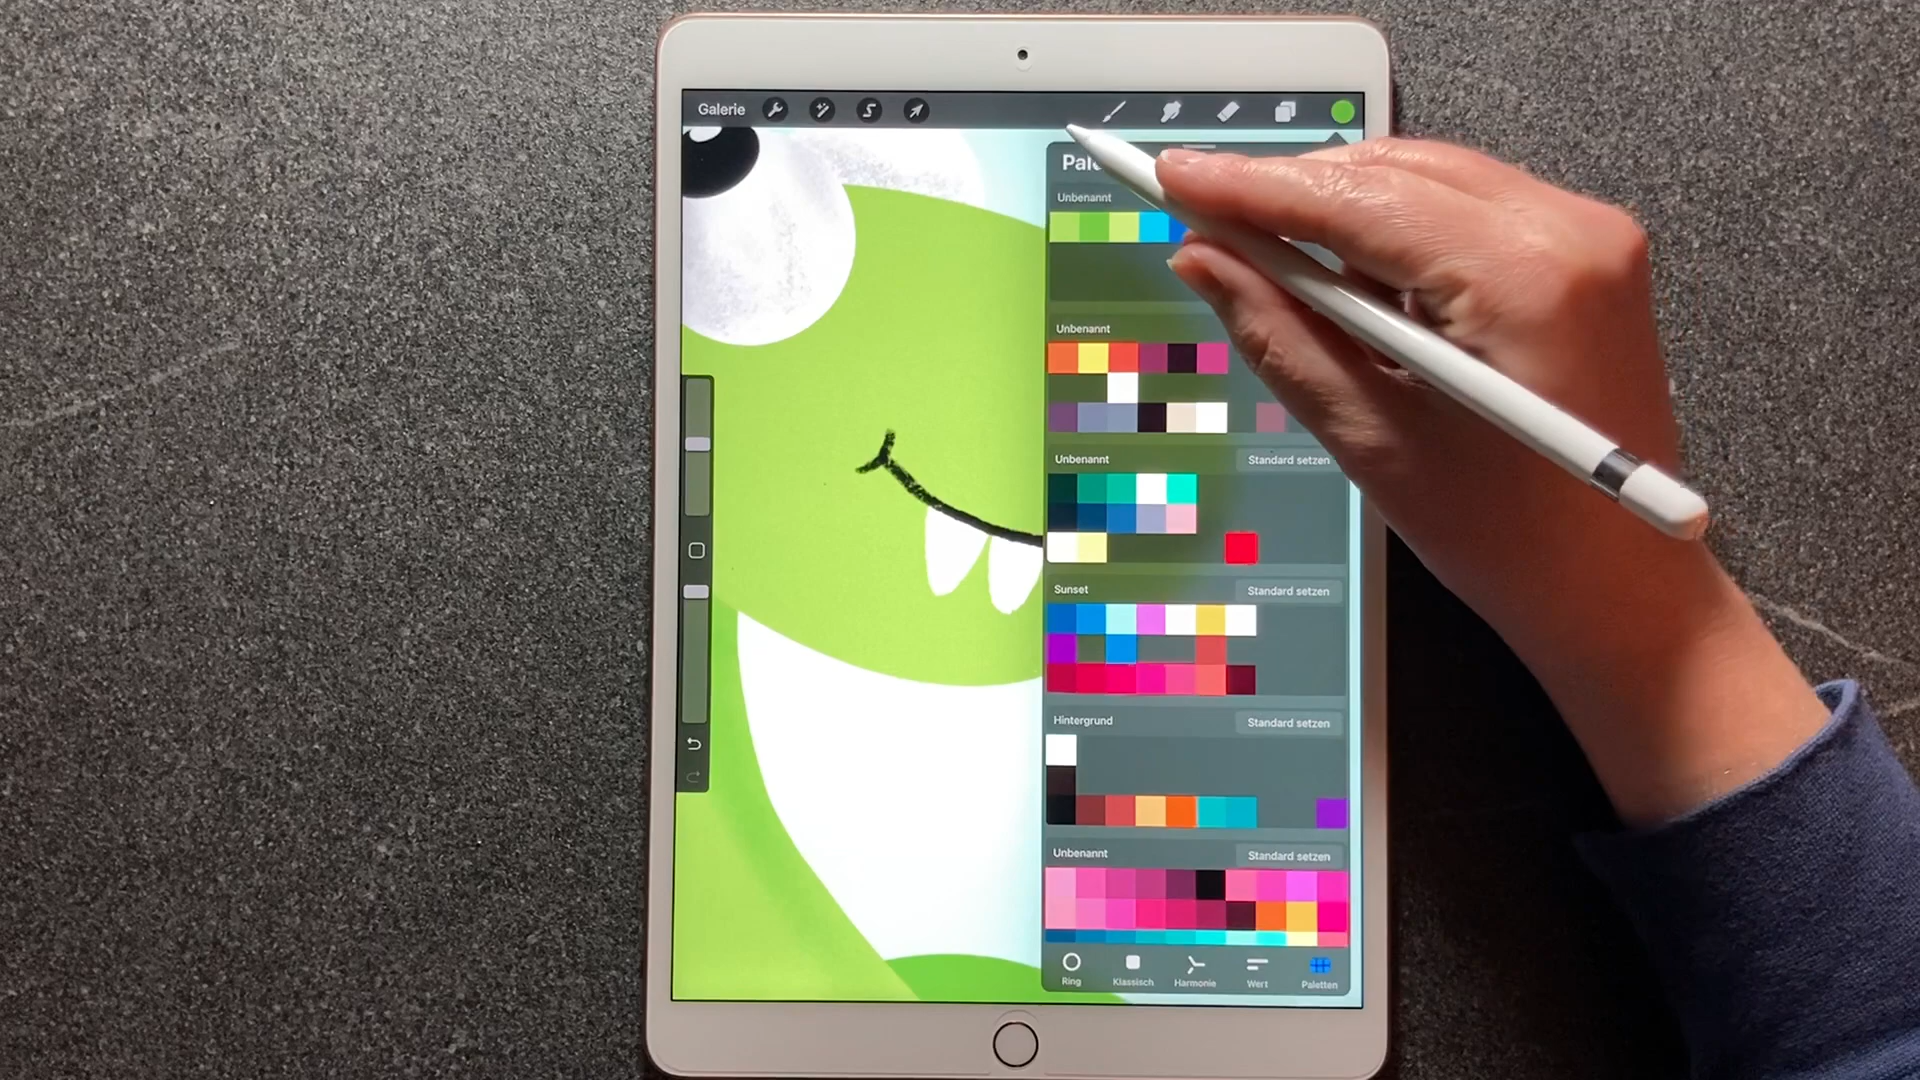 Galerie
Unbenannt
Unbenannt
Unbenannt Standard setzen
Sunset Standard setzen
Hintergrund Standard setzen
Unbenannt Standard setzen
Ring Klassisch Harmonie Wert Paletten